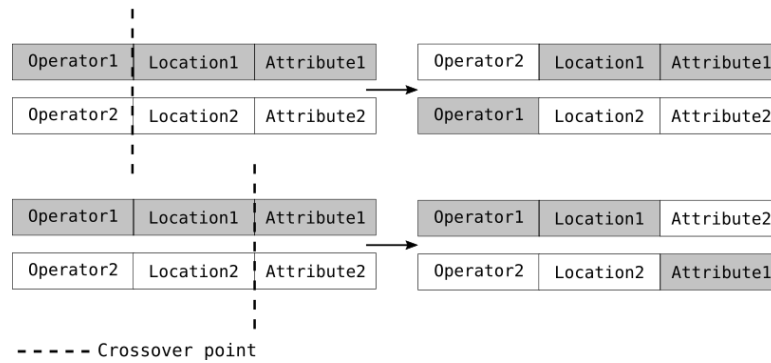 Operator1 Location1 Attribute1 Operator2 Location1 Attribute1
Operator2 Location2 Attribute2 Operator1 Location2 Attribute2
Operator1 Location1 Attribute1 Operator1 Location1 Attribute2
Operator2 Location2 Attribute2 Operator2 Location2 Attribute1
Crossover point